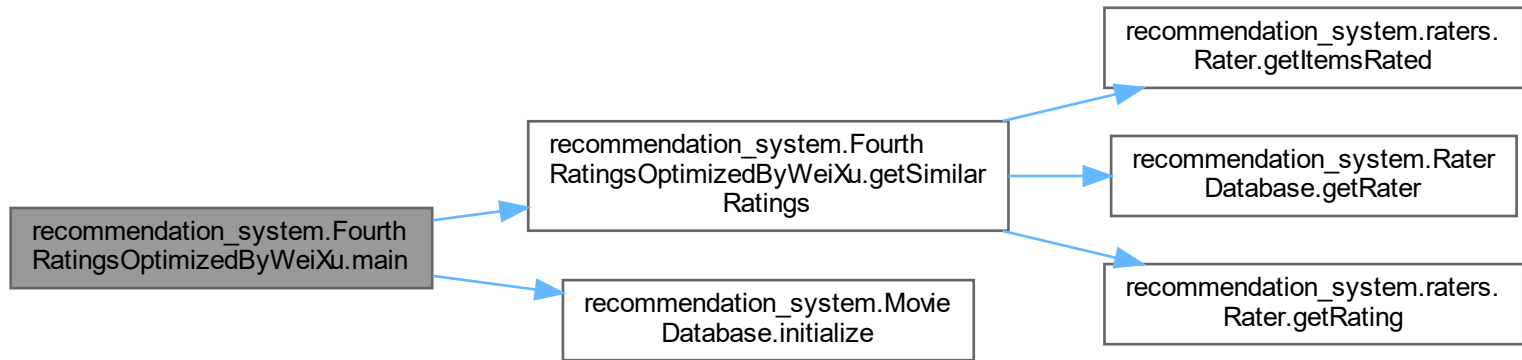 recommendation_system.Fourth
RatingsOptimizedByWeiXu.main
recommendation_system.Fourth
RatingsOptimizedByWeiXu.getSimilar
Ratings
recommendation_system.Movie
Database.initialize
recommendation_system.raters.
Rater.getItemsRated
recommendation_system.Rater
Database.getRater
recommendation_system.raters.
Rater.getRating